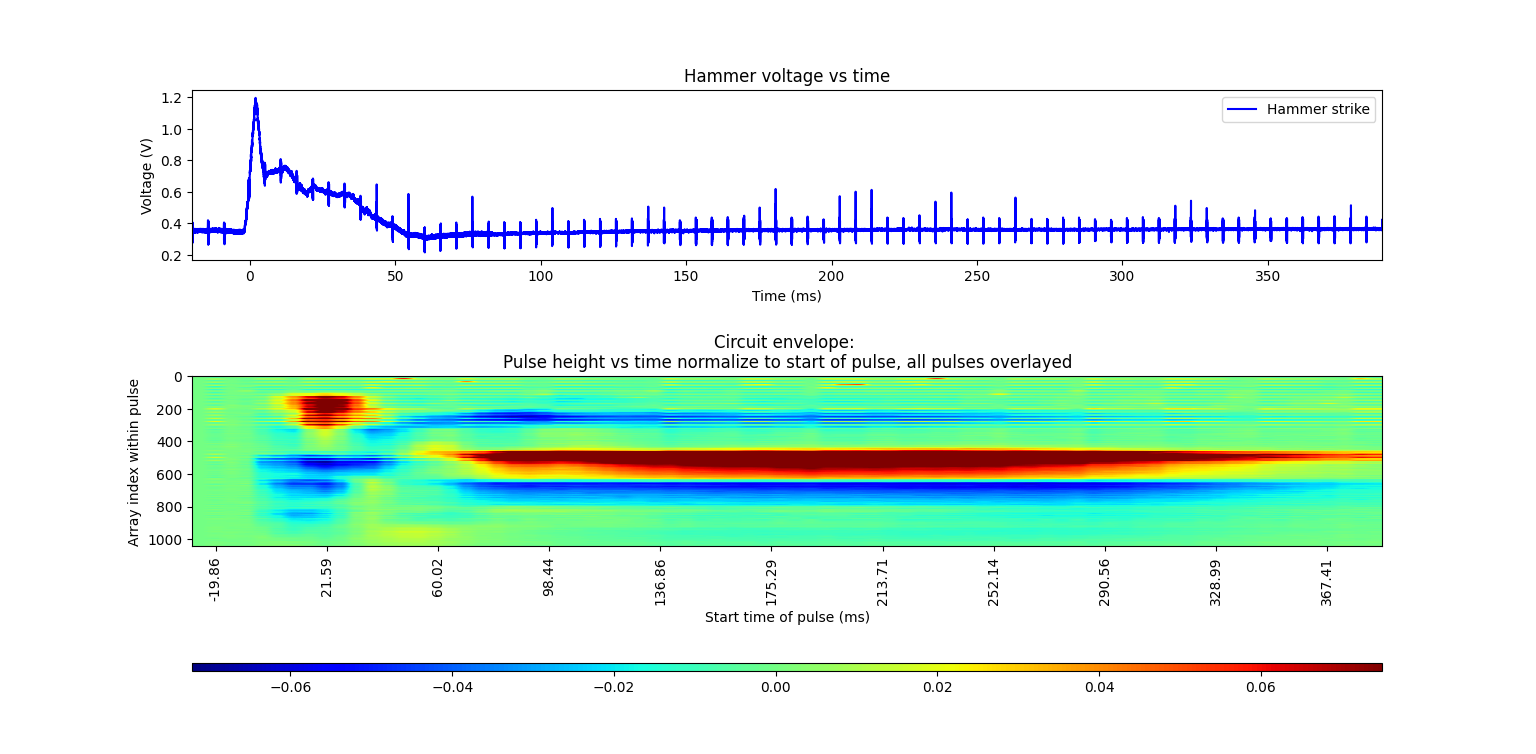 Hammer voltage vs time
Hammer strike
Voltage (V)
1.2
1.0
0.8
0.6
0.4
0.2
0 50 100 150 200 250 300 350
Time (ms)
Circuit envelope:
Pulse height vs time normalize to start of pulse, all pulses overlayed
Array index within pulse
0
200
400
600
800
1000
-19.86 21.59 60.02 98.44 136.86 175.29 213.71 252.14 290.56 328.99 367.41
Start time of pulse (ms)
−0.06 −0.04 −0.02 0.00 0.02 0.04 0.06